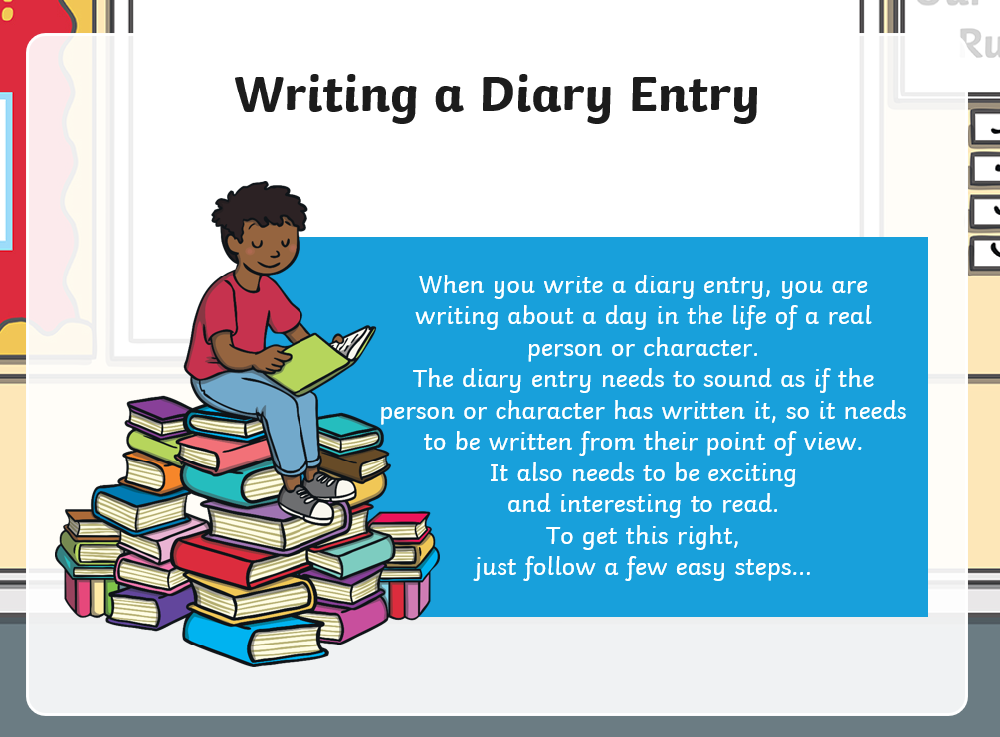 Writing a Diary Entry
When you write a diary entry, you are
writing about a day in the life of a real
person or character.
The diary entry needs to sound as if the
person or character has written it, so it needs
to be written from their point of view.
It also needs to be exciting
and interesting to read.
To get this right,
just follow a few easy steps...